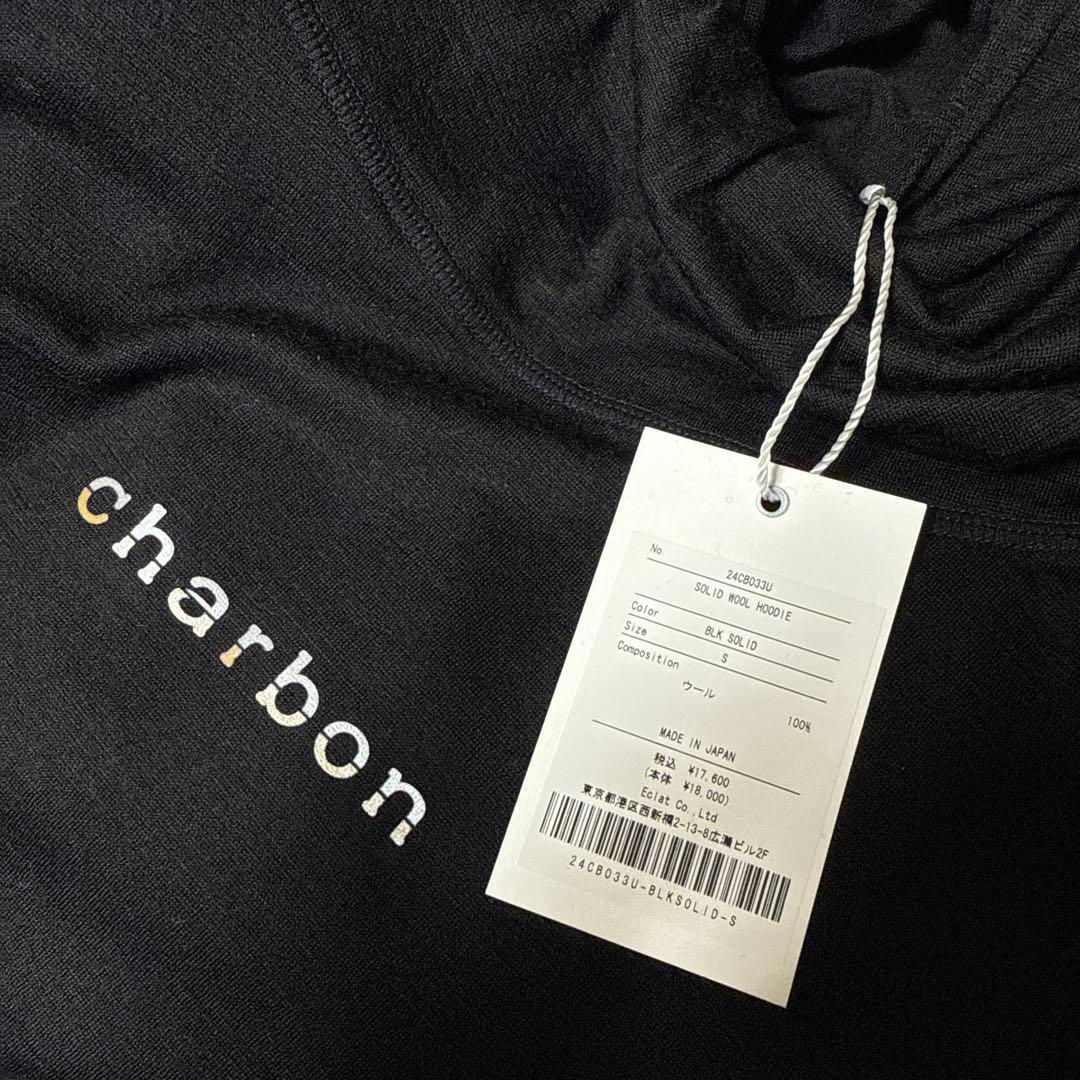 charbon
No. 24CB033U
SOLID WOOL HOODIE
Color BLK SOLID
Size S
Composition
ウール 100%
MADE IN JAPAN
税込 ¥17,600
(本体 ¥18,000)
Eclat Co.,Ltd
東京都港区西新橋2-13-8広瀬ビル2F
24CB033U-BLKSOLID-S